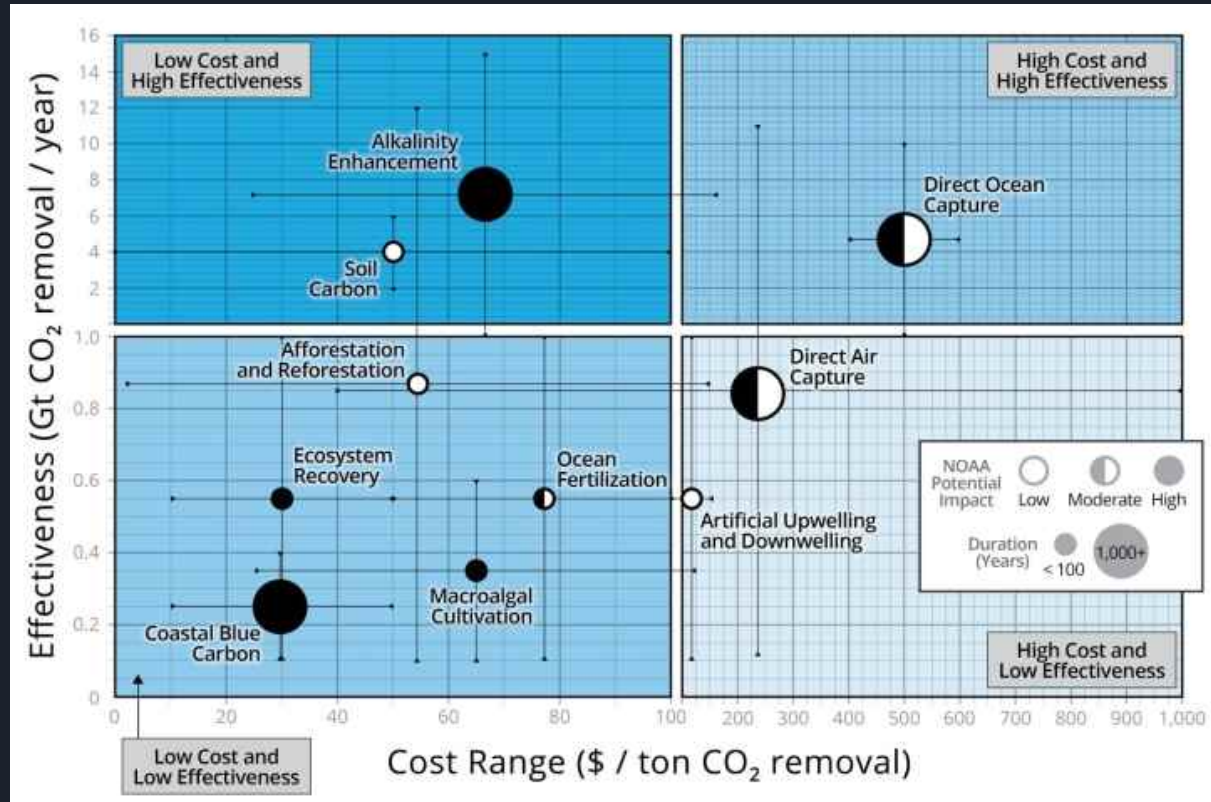 Low Cost and
High Effectiveness
High Cost and
High Effectiveness
Effectiveness (Gt CO₂ removal / year)
16
14
12
10
8
6
4
2
1.0
0.8
0.6
0.4
0.2
0
Alkalinity
Enhancement
Soil
Carbon
Direct Ocean
Capture
Afforestation
and Reforestation
Ecosystem
Recovery
Ocean
Fertilization
Macroalgal
Cultivation
Coastal Blue
Carbon
Direct Air
Capture
Artificial Upwelling
and Downwelling
NOAA
Potential
Impact
Low Moderate High
Duration
(Years)
< 100
1,000+
High Cost and
Low Effectiveness
0 20 40 60 80 100 200 300 400 500 600 700 800 900 1,000
Low Cost and
Low Effectiveness
Cost Range ($ / ton CO₂ removal)